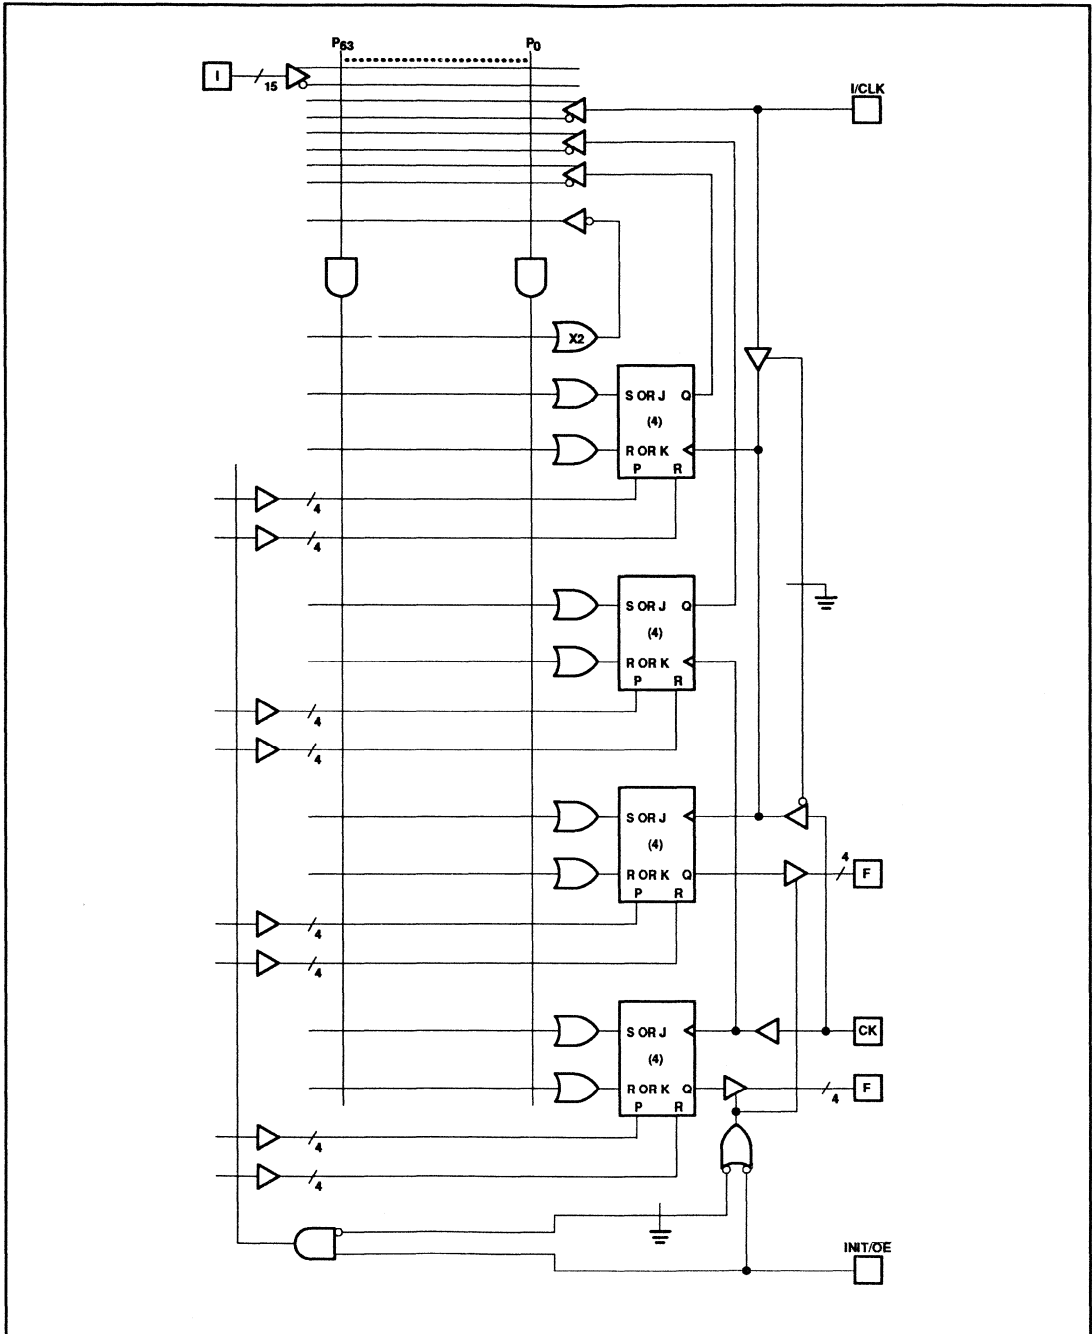 P63 P0
I 15
I/CLK
X2
S OR J Q
(4)
R OR K
P R
4
4
S OR J Q
(4)
R OR K
P R
4
4
S OR J
(4)
4
R OR K Q F
P R
4
4
S OR J CK
(4)
R OR K Q F
4
P R
4
4
INIT/OE